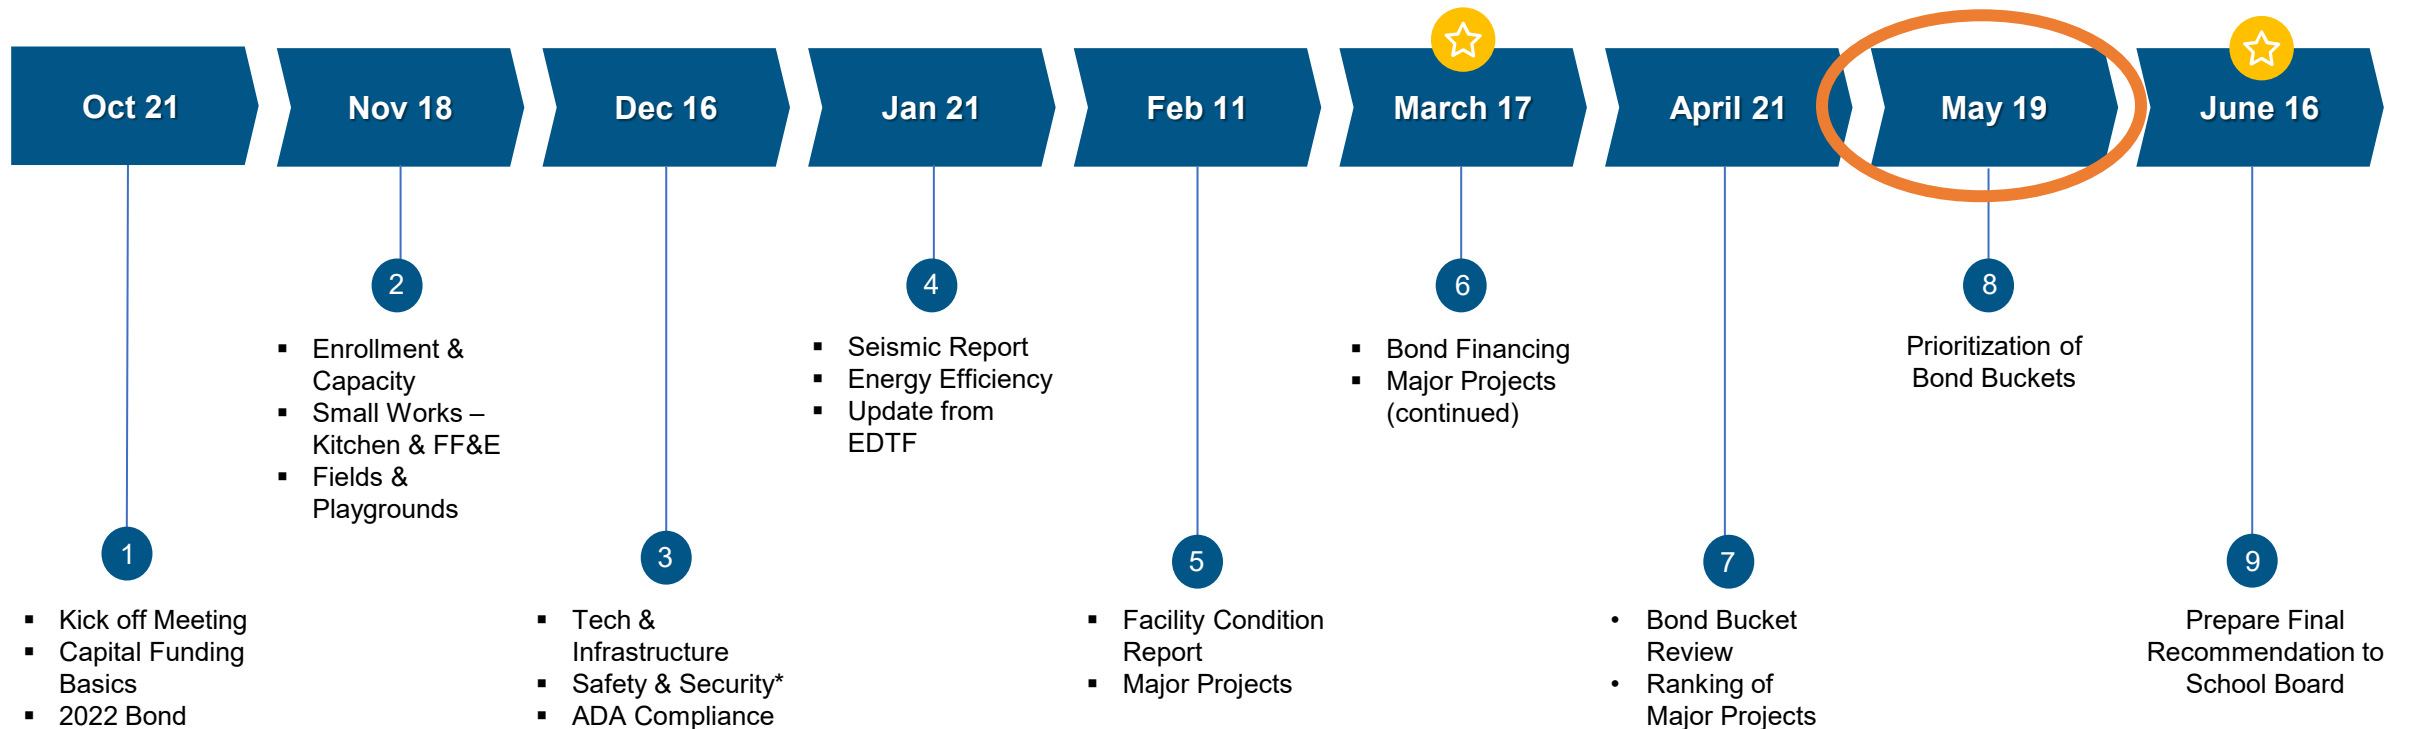 Oct 21
Nov 18
Dec 16
Jan 21
Feb 11
March 17
April 21
May 19
June 16
1
▪ Kick off Meeting
▪ Capital Funding
Basics
▪ 2022 Bond
2
▪ Enrollment &
Capacity
▪ Small Works –
Kitchen & FF&E
▪ Fields &
Playgrounds
3
▪ Tech &
Infrastructure
▪ Safety & Security*
▪ ADA Compliance
4
▪ Seismic Report
▪ Energy Efficiency
▪ Update from
EDTF
5
▪ Facility Condition
Report
▪ Major Projects
6
▪ Bond Financing
▪ Major Projects
(continued)
7
• Bond Bucket
Review
• Ranking of
Major Projects
8
Prioritization of
Bond Buckets
9
Prepare Final
Recommendation to
School Board